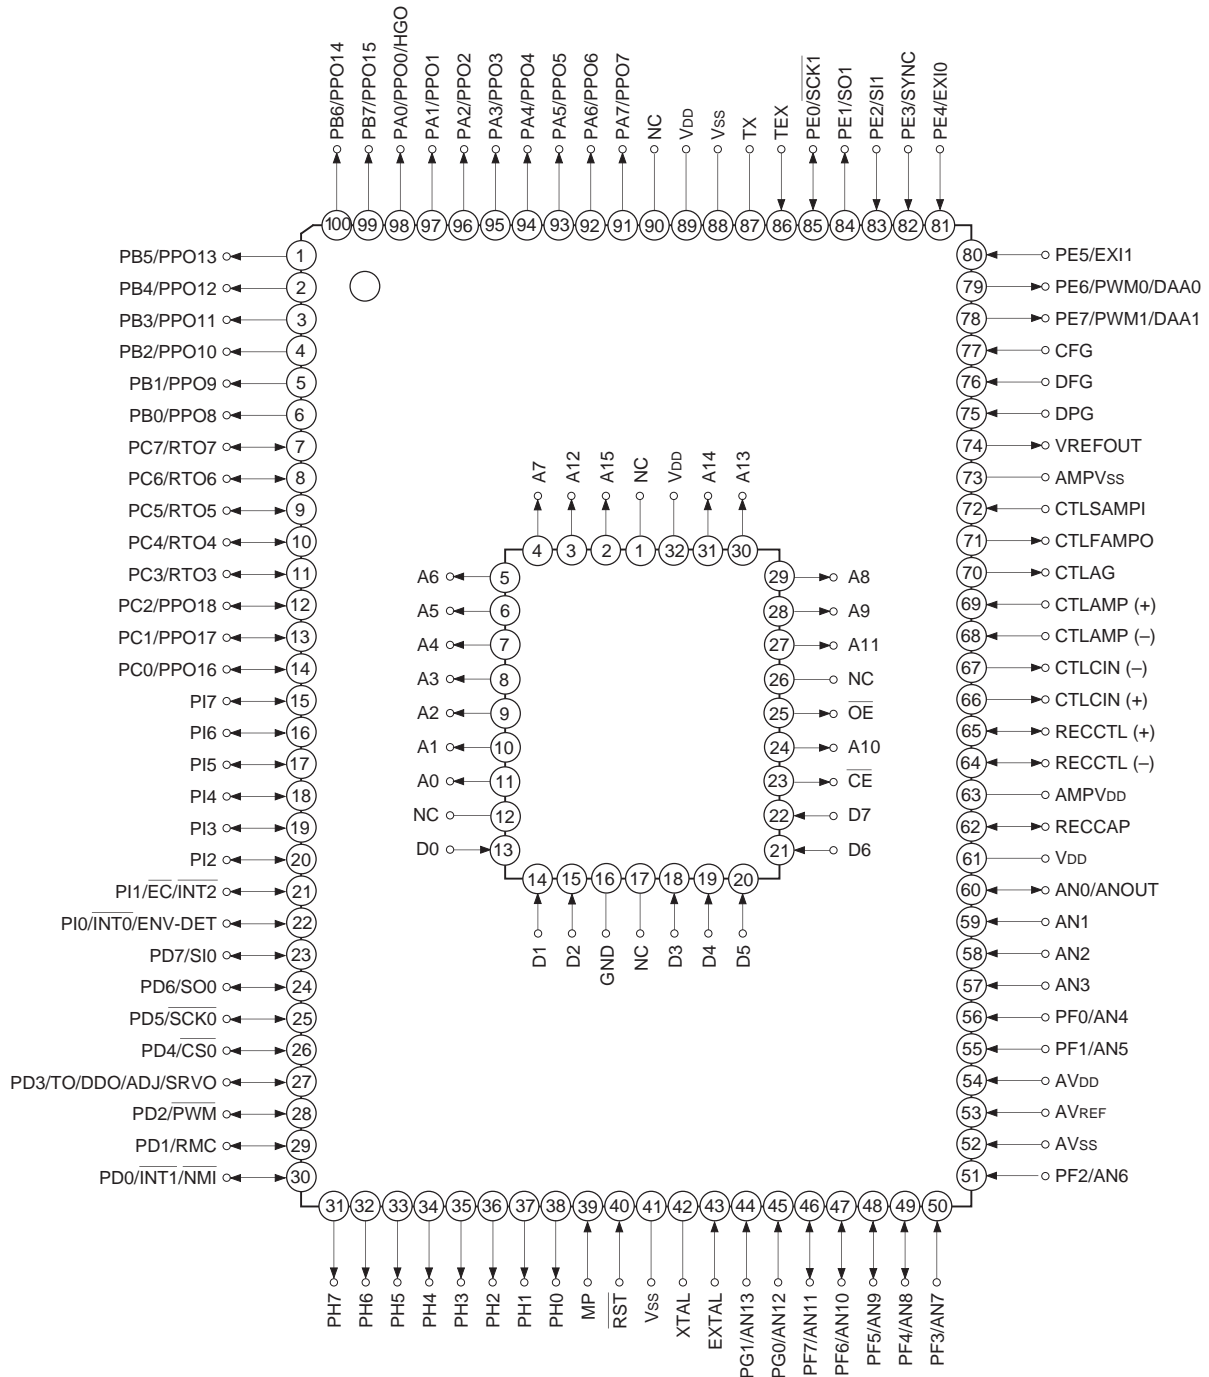 PB6/PPO14
PB7/PPO15
PA0/PPO0/HGO
PA1/PPO1
PA2/PPO2
PA3/PPO3
PA4/PPO4
PA5/PPO5
PA6/PPO6
PA7/PPO7
NC
VDD
VSS
TX
TEX
PE0/SCK1
PE1/SO1
PE2/SI1
PE3/SYNC
PE4/EXI0
100 99 98 97 96 95 94 93 92 91 90 89 88 87 86 85 84 83 82 81
PB5/PPO13 1
PB4/PPO12 2
PB3/PPO11 3
PB2/PPO10 4
PB1/PPO9 5
PB0/PPO8 6
PC7/RTO7 7
PC6/RTO6 8
PC5/RTO5 9
PC4/RTO4 10
PC3/RTO3 11
PC2/PPO18 12
PC1/PPO17 13
PC0/PPO16 14
PI7 15
PI6 16
PI5 17
PI4 18
PI3 19
PI2 20
PI1/EC/INT2 21
PI0/INT0/ENV-DET 22
PD7/SI0 23
PD6/SO0 24
PD5/SCK0 25
PD4/CS0 26
PD3/TO/DDO/ADJ/SRVO 27
PD2/PWM 28
PD1/RMC 29
PD0/INT1/NMI 30
A7
A12
A15
NC
VDD
A14
A13
4 3 2 1 32 31 30
A6 5
A5 6
A4 7
A3 8
A2 9
A1 10
A0 11
NC 12
D0 13
29 A8
28 A9
27 A11
26 NC
25 OE
24 A10
23 CE
22 D7
21 D6
14 15 16 17 18 19 20
D1
D2
GND
NC
D3
D4
D5
80 PE5/EXI1
79 PE6/PWM0/DAA0
78 PE7/PWM1/DAA1
77 CFG
76 DFG
75 DPG
74 VREFOUT
73 AMPVSS
72 CTLSAMPI
71 CTLFAMPO
70 CTLAG
69 CTLAMP (+)
68 CTLAMP (–)
67 CTLCIN (–)
66 CTLCIN (+)
65 RECCTL (+)
64 RECCTL (–)
63 AMPVDD
62 RECCAP
61 VDD
60 AN0/ANOUT
59 AN1
58 AN2
57 AN3
56 PF0/AN4
55 PF1/AN5
54 AVDD
53 AVREF
52 AVSS
51 PF2/AN6
31 32 33 34 35 36 37 38 39 40 41 42 43 44 45 46 47 48 49 50
PH7
PH6
PH5
PH4
PH3
PH2
PH1
PH0
MP
RST
VSS
XTAL
EXTAL
PG1/AN13
PG0/AN12
PF7/AN11
PF6/AN10
PF5/AN9
PF4/AN8
PF3/AN7